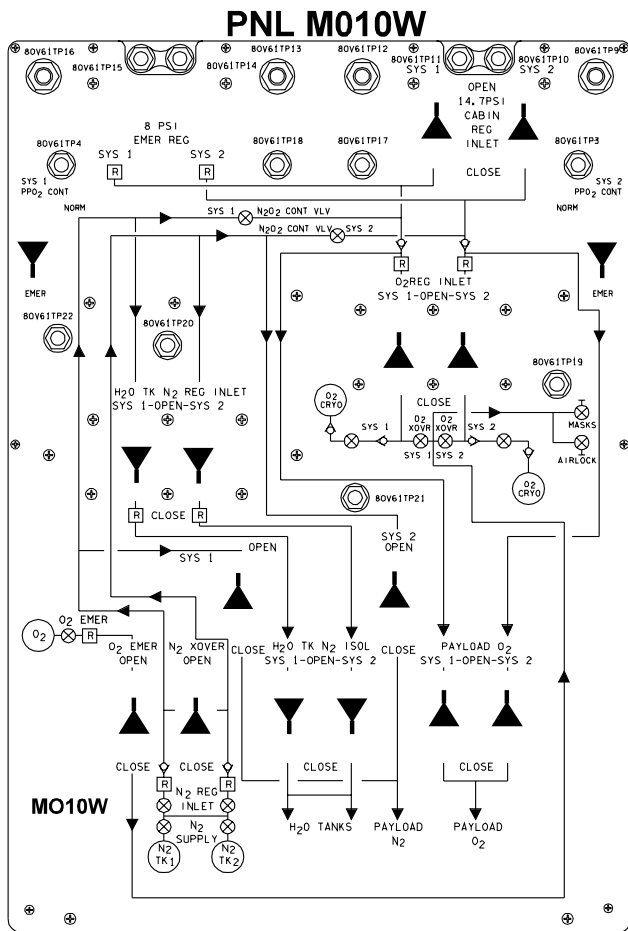 PNL M010W
80V61TP16
80V61TP15
80V61TP14
80V61TP13
80V61TP12
80V61TP11
SYS 1
80V61TP10
SYS 2
80V61TP9
OPEN
14.7PSI
CABIN
REG
INLET
CLOSE
8 PSI
EMER REG
SYS 1
SYS 2
R
R
80V61TP4
80V61TP18
80V61TP17
80V61TP3
SYS 1
PPO2 CONT
NORM
EMER
SYS 2
PPO2 CONT
NORM
EMER
SYS 1
N2O2 CONT VLV
N2O2 CONT VLV
SYS 2
R
R
O2REG INLET
SYS 1-OPEN-SYS 2
80V61TP22
80V61TP20
80V61TP19
H2O TK N2 REG INLET
SYS 1-OPEN-SYS 2
CLOSE
O2
CRYO
SYS 1
O2
XOVR
O2
XOVR
SYS 2
SYS 1
SYS 2
MASKS
AIRLOCK
O2
CRYO
80V61TP21
R
CLOSE
R
SYS 1
OPEN
SYS 2
OPEN
O2 EMER
O2
R
O2 EMER
OPEN
N2 XOVER
OPEN
CLOSE
H2O TK N2 ISOL
SYS 1-OPEN-SYS 2
CLOSE
PAYLOAD O2
SYS 1-OPEN-SYS 2
CLOSE
CLOSE
CLOSE
CLOSE
R
N2 REG
INLET
R
MO10W
N2
SUPPLY
N2
TK1
N2
TK2
H2O TANKS
PAYLOAD
N2
PAYLOAD
O2